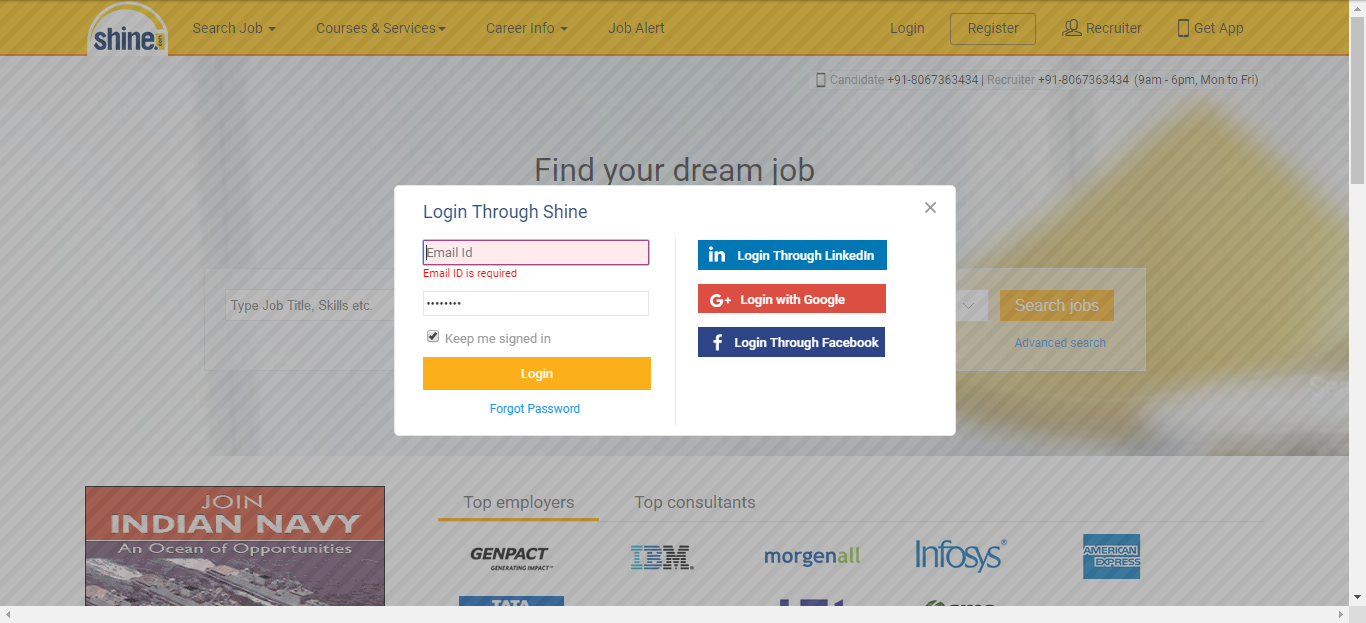 shine.com
Search Job
Courses & Services
Career Info
Job Alert
Login
Register
Recruiter
Get App
Candidate +91-8067363434 | Recruiter +91-8067363434 (9am - 6pm, Mon to Fri)
Find your dream job
Login Through Shine
Email Id
Email ID is required
Keep me signed in
Login
Forgot Password
in Login Through LinkedIn
G+ Login with Google
f Login Through Facebook
Type Job Title, Skills etc.
Search jobs
Advanced search
JOIN
INDIAN NAVY
An Ocean of Opportunities
Top employers
Top consultants
GENPACT
GENERATING IMPACT™
IBM®
morgenall
Infosys®
AMERICAN
EXPRESS
TATA